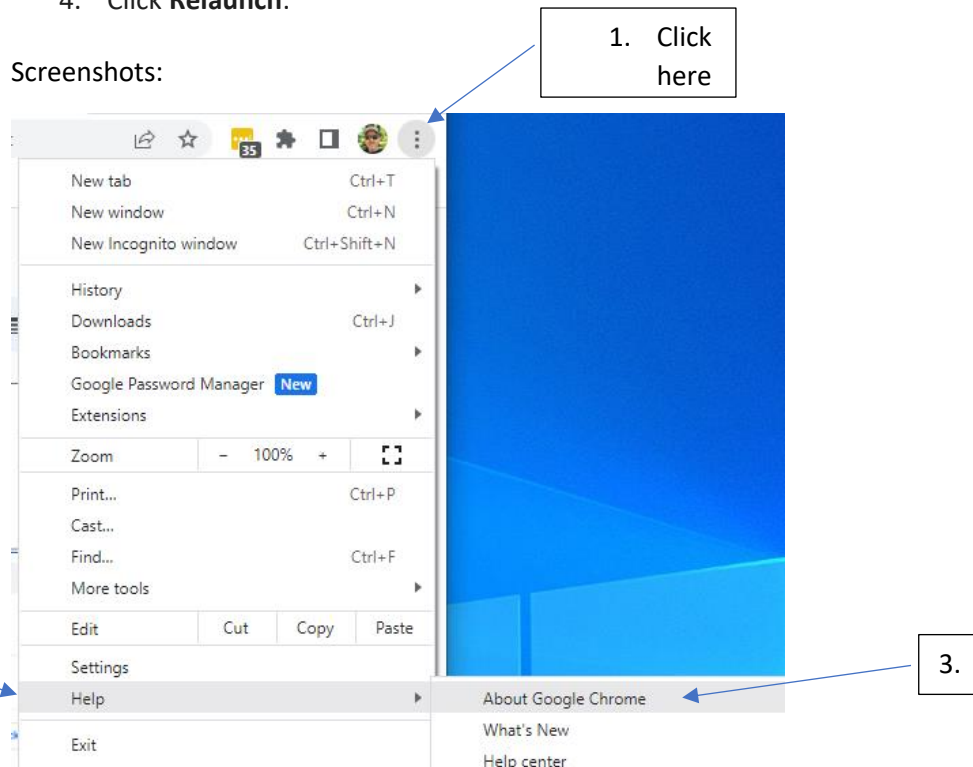 4. Click Relaunch.
1. Click
here
Screenshots:
35
New tab Ctrl+T
New window Ctrl+N
New Incognito window Ctrl+Shift+N
History
Downloads Ctrl+J
Bookmarks
Google Password Manager New
Extensions
Zoom - 100% +
Print... Ctrl+P
Cast...
Find... Ctrl+F
More tools
Edit Cut Copy Paste
Settings
3.
Help
About Google Chrome
What's New
Exit
Help center